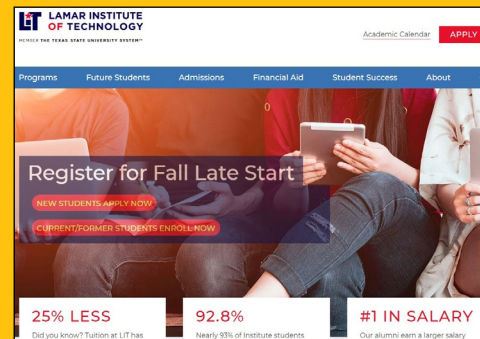 LIT LAMAR INSTITUTE
OF TECHNOLOGY
MEMBER THE TEXAS STATE UNIVERSITY SYSTEM™
Academic Calendar APPLY
Programs Future Students Admissions Financial Aid Student Success About
Register for Fall Late Start
NEW STUDENTS APPLY NOW
CURRENT/FORMER STUDENTS ENROLL NOW
25% LESS
Did you know? Tuition at LIT has
92.8%
Nearly 93% of Institute students
#1 IN SALARY
Our alumni earn a larger salary